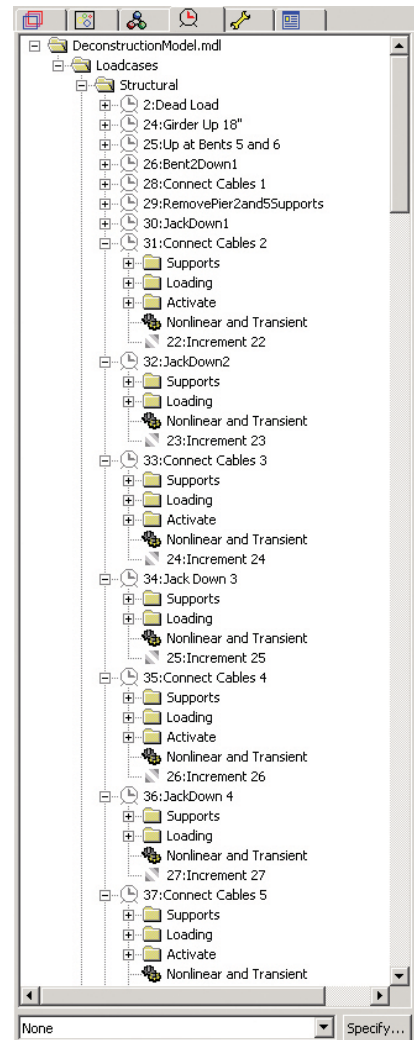 DeconstructionModel.mdl
Loadcases
Structural
2:Dead Load
24:Girder Up 18"
25:Up at Bents 5 and 6
26:Bent2Down1
28:Connect Cables 1
29:RemovePier2and5Supports
30:JackDown1
31:Connect Cables 2
Supports
Loading
Activate
Nonlinear and Transient
22:Increment 22
32:JackDown2
Supports
Loading
Nonlinear and Transient
23:Increment 23
33:Connect Cables 3
Supports
Loading
Activate
Nonlinear and Transient
24:Increment 24
34:Jack Down 3
Supports
Loading
Nonlinear and Transient
25:Increment 25
35:Connect Cables 4
Supports
Loading
Activate
Nonlinear and Transient
26:Increment 26
36:JackDown 4
Supports
Loading
Nonlinear and Transient
27:Increment 27
37:Connect Cables 5
Supports
Loading
Activate
Nonlinear and Transient
None Specify...